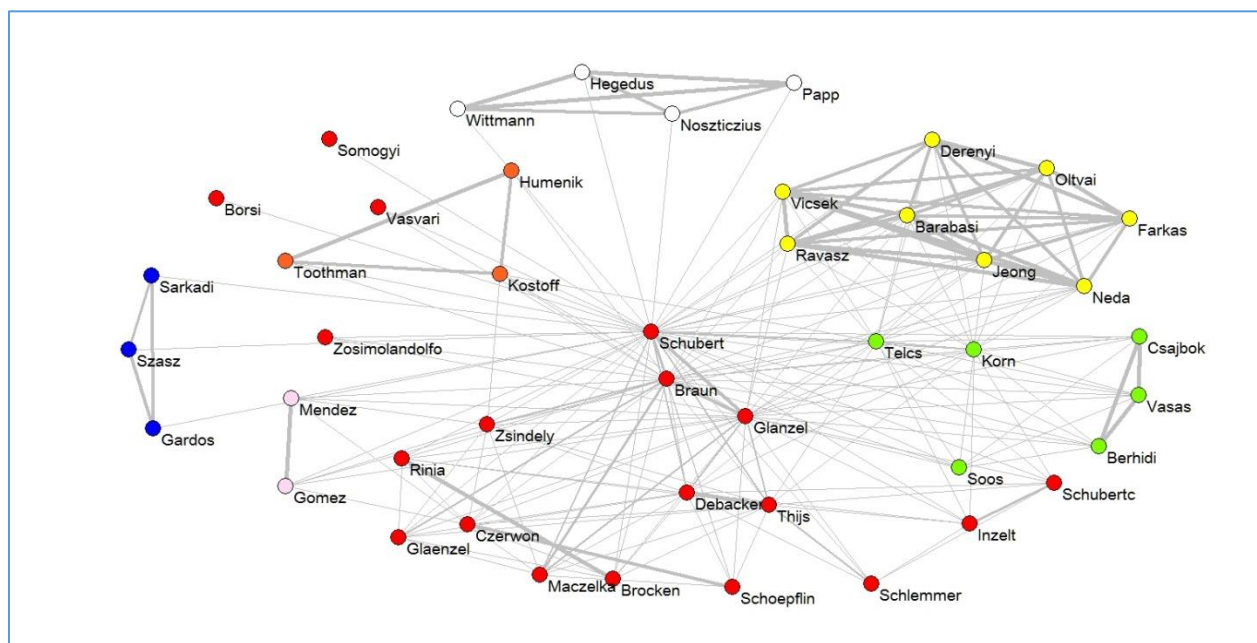 Hegedus
Papp
Wittmann
Noszticzius
Somogyi
Derenyi
Oltvai
Humenik
Borsi
Vasvari
Vicsek
Barabasi
Farkas
Ravasz
Toothman
Jeong
Kostoff
Sarkadi
Neda
Schubert
Zosimolandolfo
Telcs
Korn
Csajbok
Szasz
Braun
Mendez
Vasas
Glanzel
Gardos
Zsindely
Berhidi
Rinia
Soos
Schubertc
Gomez
Debacker
Thijs
Czerwon
Inzelt
Glaenzel
Maczelka
Brocken
Schoepflin
Schlemmer